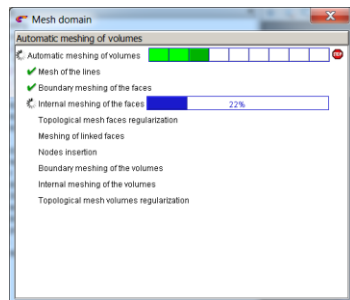 Mesh domain
Automatic meshing of volumes
Automatic meshing of volumes
Mesh of the lines
Boundary meshing of the faces
Internal meshing of the faces 22%
Topological mesh faces regularization
Meshing of linked faces
Nodes insertion
Boundary meshing of the volumes
Internal meshing of the volumes
Topological mesh volumes regularization